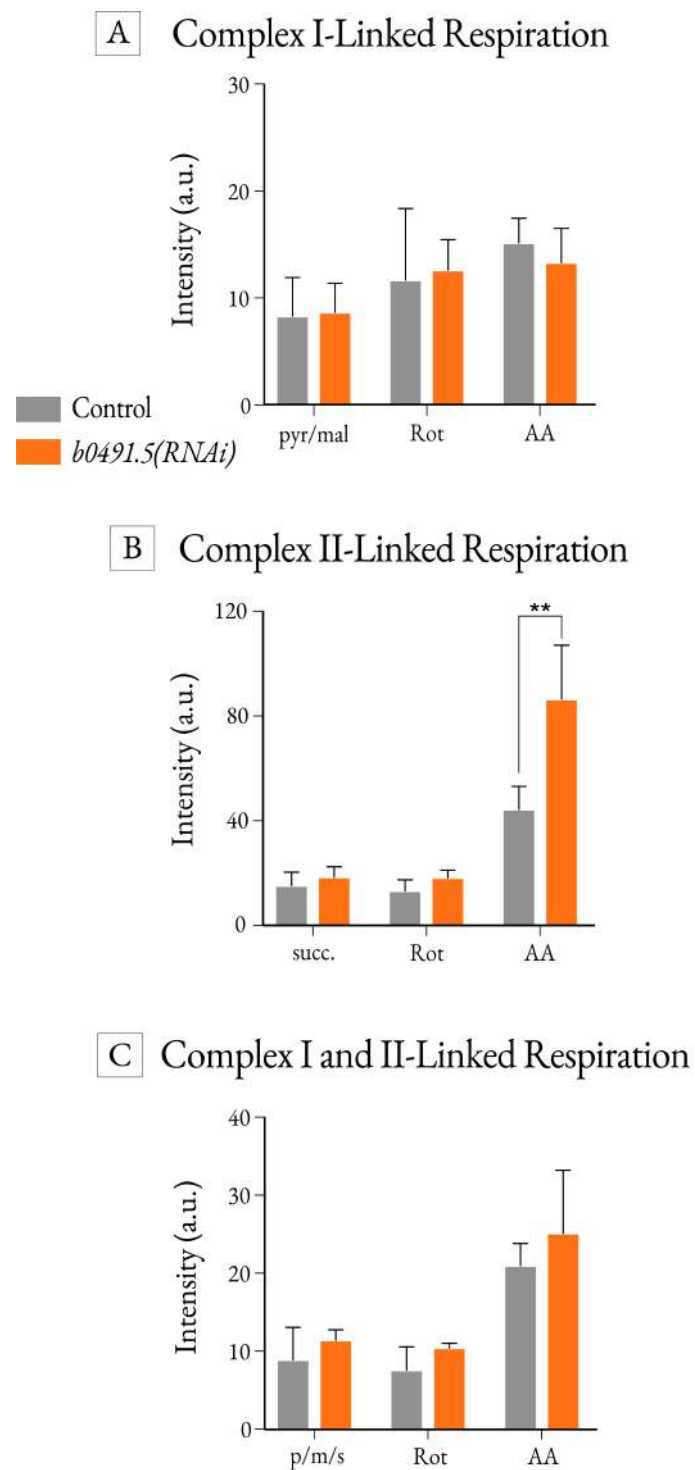 A Complex I-Linked Respiration
30
20
10
0
Intensity (a.u.)
pyr/mal Rot AA
Control
b0491.5(RNAi)
B Complex II-Linked Respiration
120
80
40
0
Intensity (a.u.)
**
succ. Rot AA
C Complex I and II-Linked Respiration
40
30
20
10
0
Intensity (a.u.)
p/m/s Rot AA